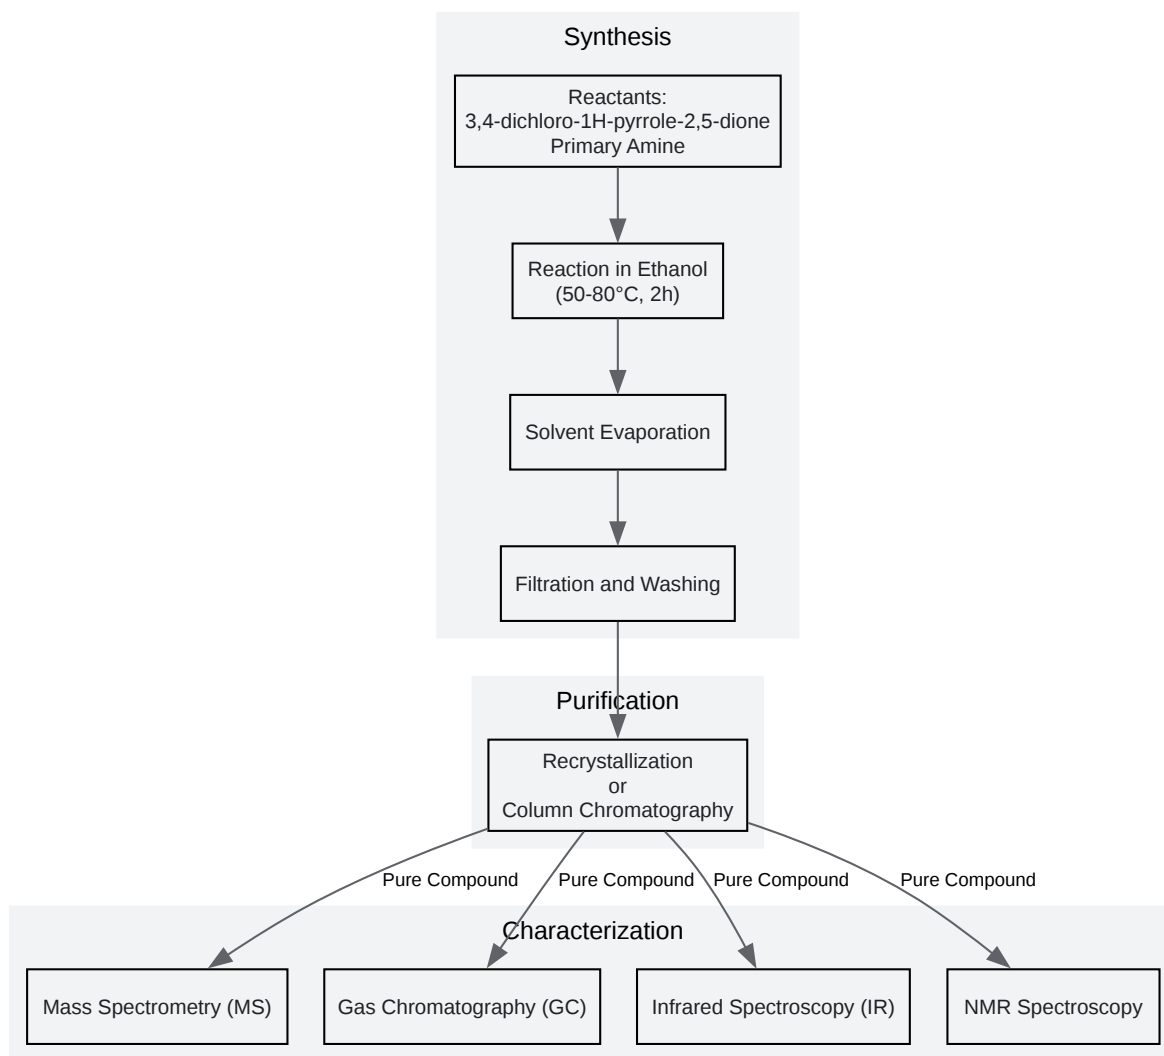 Synthesis
Reactants:
3,4-dichloro-1H-pyrrole-2,5-dione
Primary Amine
Reaction in Ethanol
(50-80°C, 2h)
Solvent Evaporation
Filtration and Washing
Purification
Recrystallization
or
Column Chromatography
Pure Compound
Pure Compound
Pure Compound
Pure Compound
Characterization
Mass Spectrometry (MS)
Gas Chromatography (GC)
Infrared Spectroscopy (IR)
NMR Spectroscopy